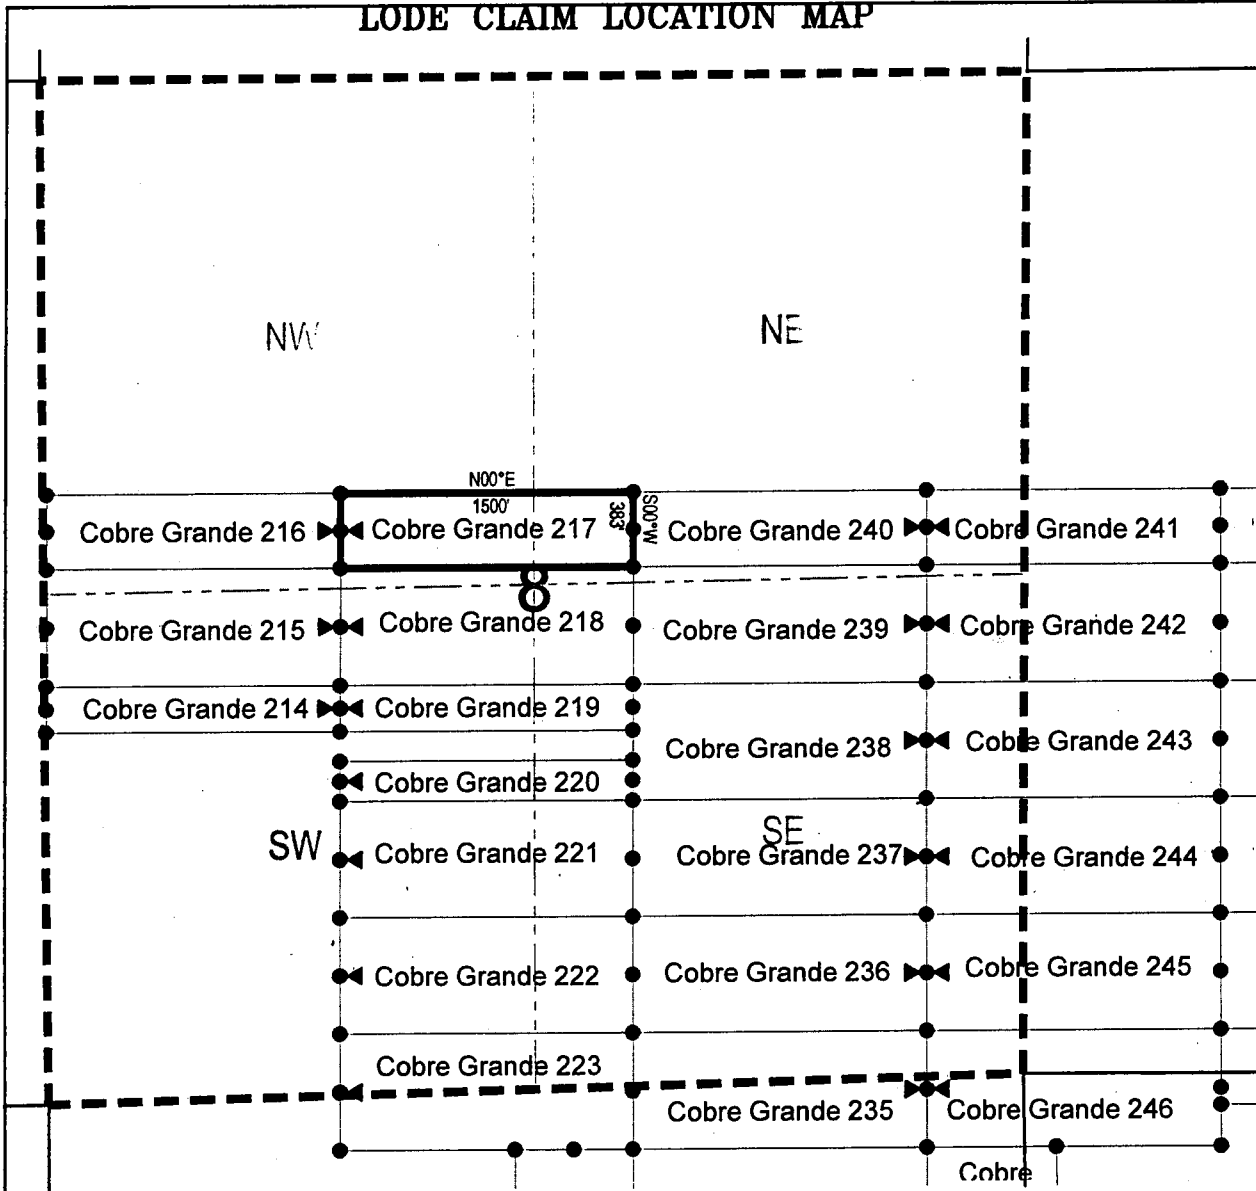 LODE CLAIM LOCATION MAP
NW
NE
N00°E
1500'
383'
S00°W
Cobre Grande 216
Cobre Grande 217
Cobre Grande 240
Cobre Grande 241
8
Cobre Grande 215
Cobre Grande 218
Cobre Grande 239
Cobre Grande 242
Cobre Grande 214
Cobre Grande 219
Cobre Grande 238
Cobre Grande 243
Cobre Grande 220
SW
SE
Cobre Grande 221
Cobre Grande 237
Cobre Grande 244
Cobre Grande 222
Cobre Grande 236
Cobre Grande 245
Cobre Grande 223
Cobre Grande 235
Cobre Grande 246
Cobre